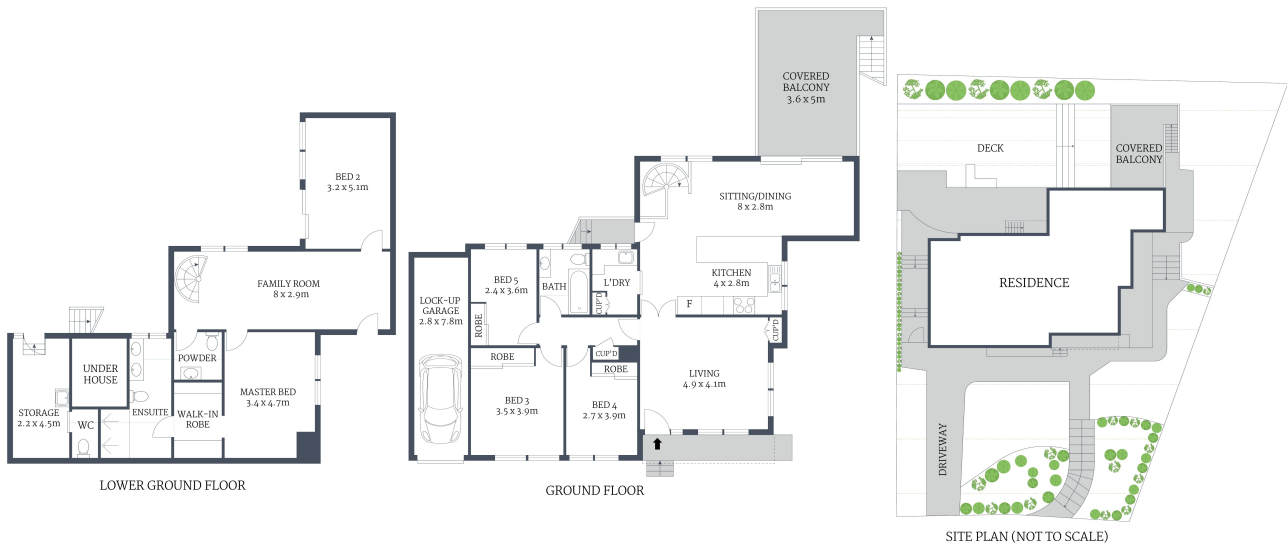 BED 2
3.2 x 5.1m
FAMILY ROOM
8 x 2.9m
POWDER
UNDER
HOUSE
MASTER BED
3.4 x 4.7m
STORAGE
2.2 x 4.5m
WC
ENSUITE
WALK-IN
ROBE
LOWER GROUND FLOOR
COVERED
BALCONY
3.6 x 5m
SITTING/DINING
8 x 2.8m
KITCHEN
4 x 2.8m
F
BED 5
2.4 x 3.6m
BATH
L'DRY
CUP'D
LOCK-UP
GARAGE
2.8 x 7.8m
ROBE
ROBE
CUP'D
ROBE
CUP'D
LIVING
4.9 x 4.1m
BED 3
3.5 x 3.9m
BED 4
2.7 x 3.9m
GROUND FLOOR
DECK
COVERED
BALCONY
RESIDENCE
DRIVEWAY
SITE PLAN (NOT TO SCALE)